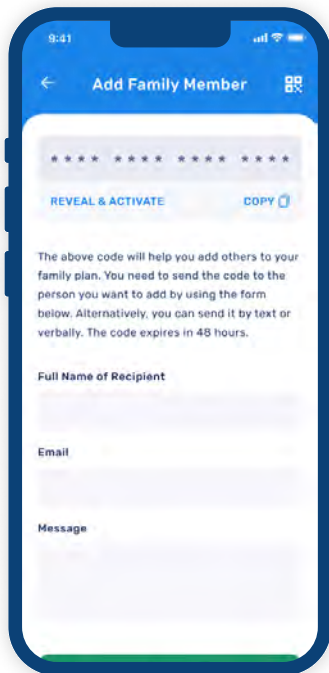 9:41
Add Family Member
**** **** **** ****
REVEAL & ACTIVATE COPY
The above code will help you add others to your
family plan. You need to send the code to the
person you want to add by using the form
below. Alternatively, you can send it by text or
verbally. The code expires in 48 hours.
Full Name of Recipient
Email
Message